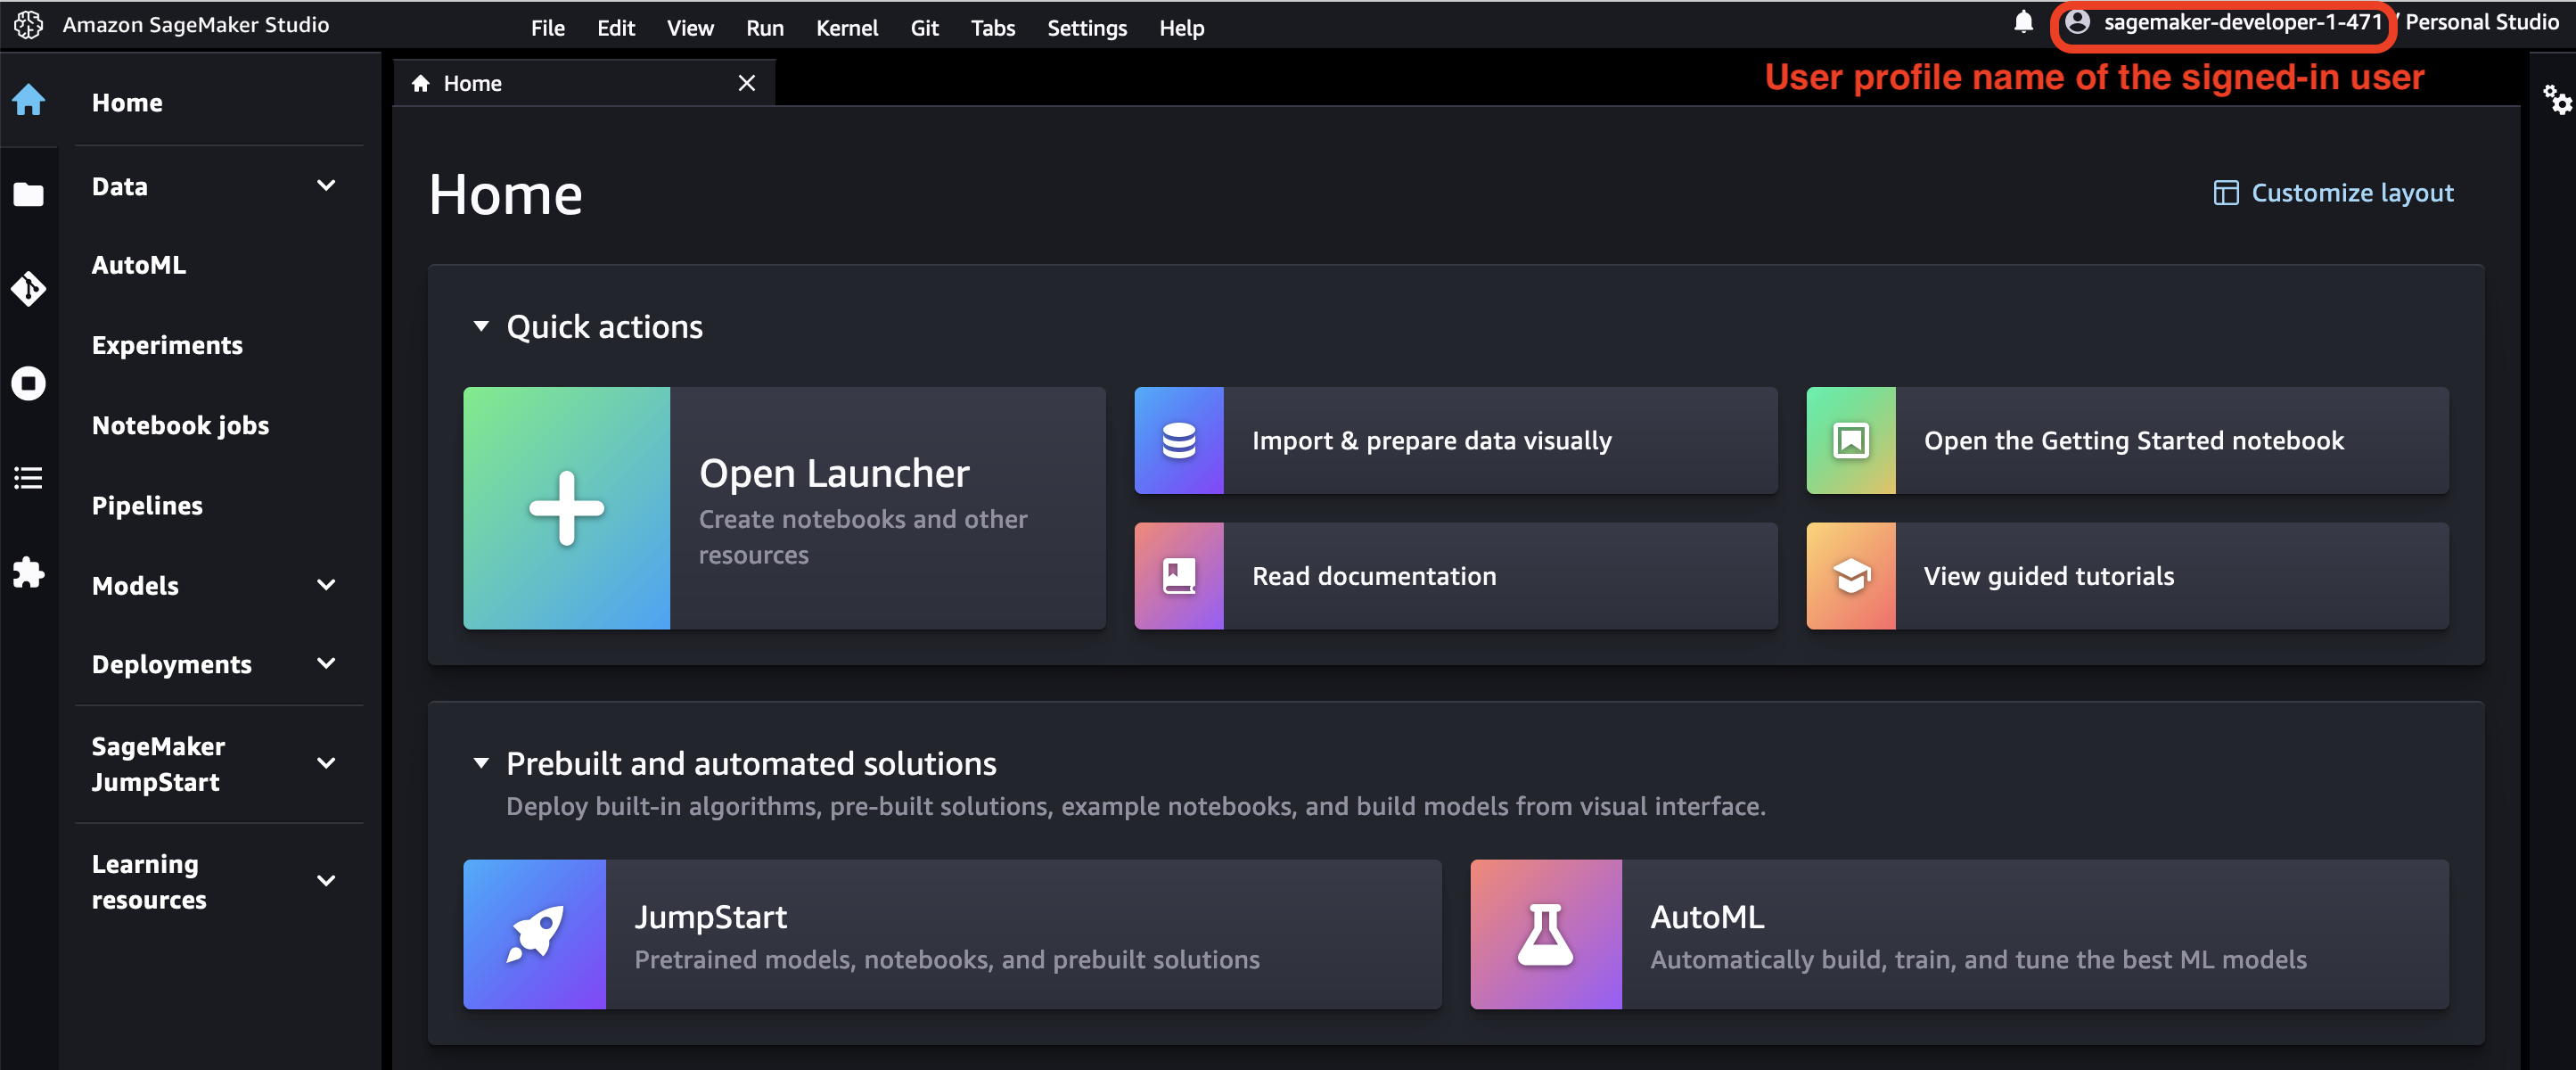 Amazon SageMaker Studio
File Edit View Run Kernel Git Tabs Settings Help
sagemaker-developer-1-471 / Personal Studio
User profile name of the signed-in user
Home
Home
Data
AutoML
Experiments
Notebook jobs
Pipelines
Models
Deployments
SageMaker
JumpStart
Learning
resources
Home
Customize layout
Quick actions
Open Launcher
Create notebooks and other
resources
Import & prepare data visually
Open the Getting Started notebook
Read documentation
View guided tutorials
Prebuilt and automated solutions
Deploy built-in algorithms, pre-built solutions, example notebooks, and build models from visual interface.
JumpStart
Pretrained models, notebooks, and prebuilt solutions
AutoML
Automatically build, train, and tune the best ML models